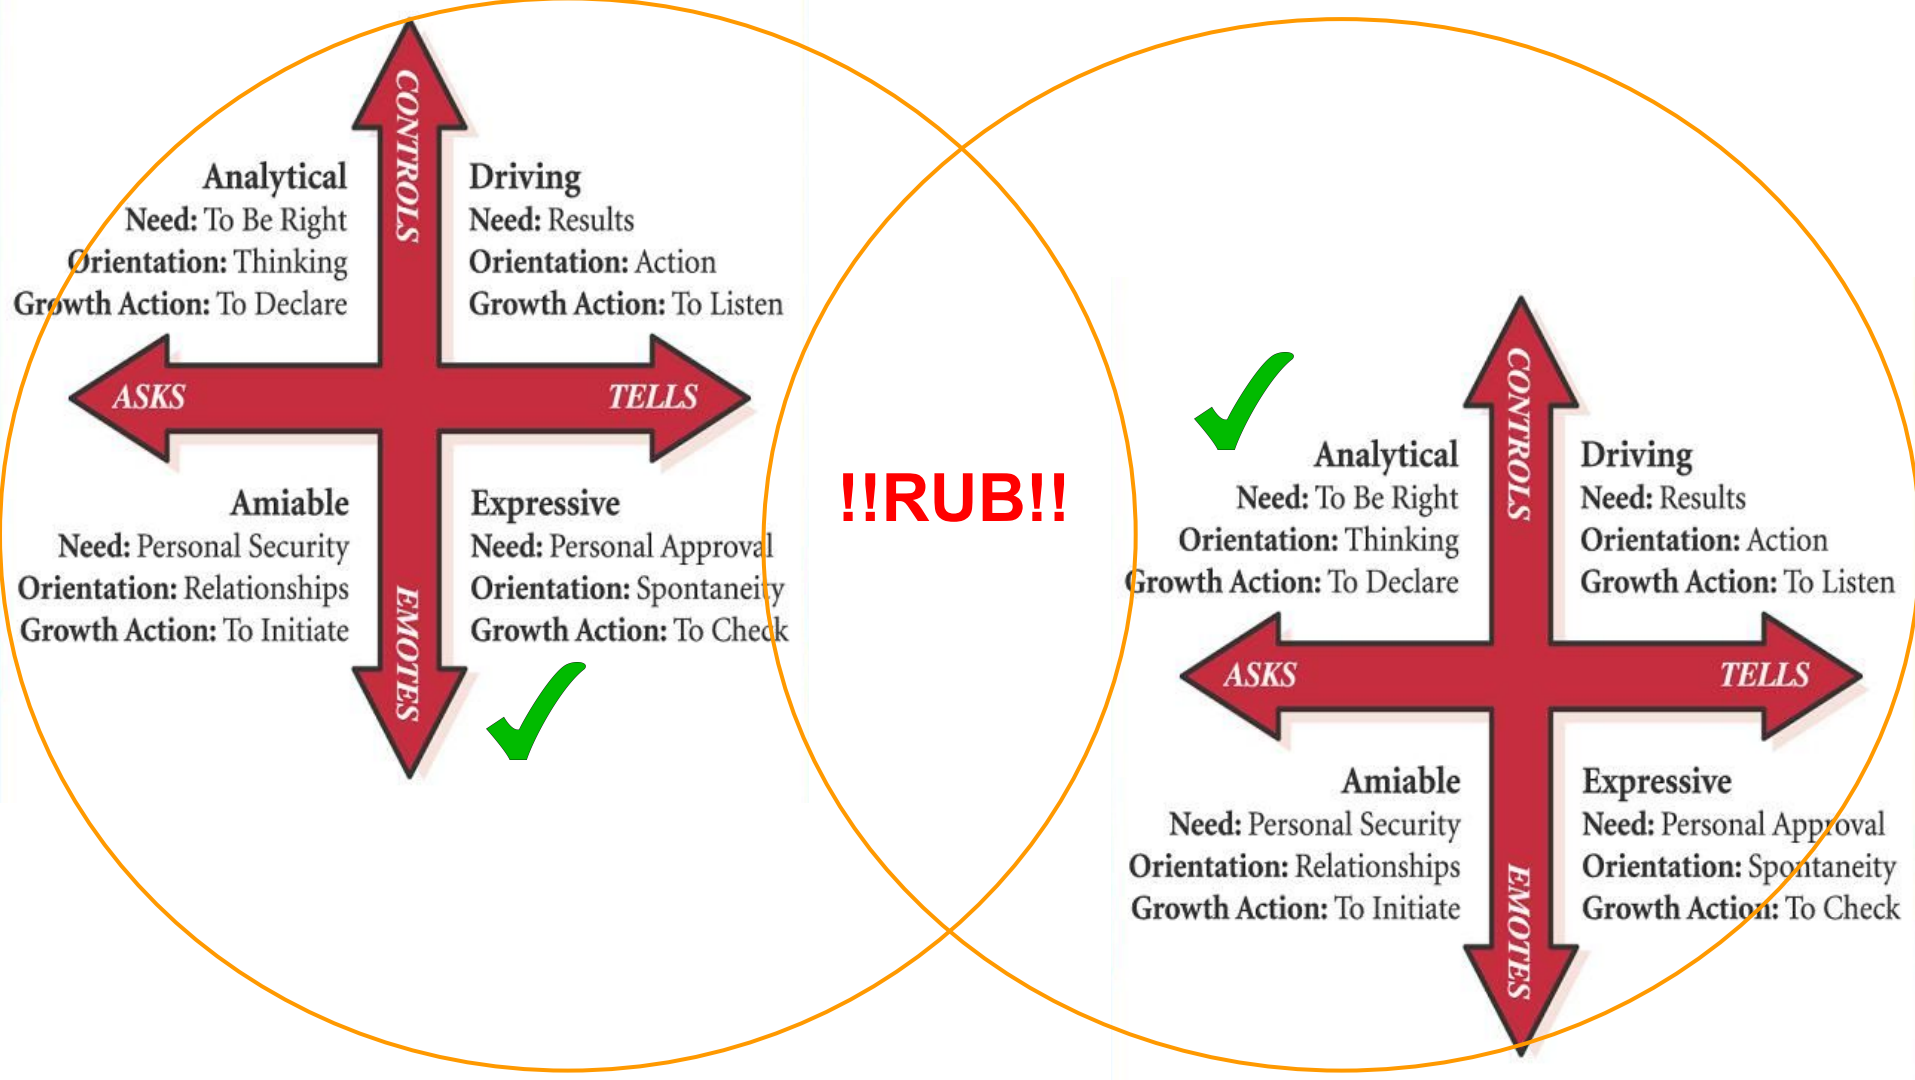 CONTROLS
Analytical
Need: To Be Right
Orientation: Thinking
Growth Action: To Declare
Driving
Need: Results
Orientation: Action
Growth Action: To Listen
ASKS
TELLS
Amiable
Need: Personal Security
Orientation: Relationships
Growth Action: To Initiate
Expressive
Need: Personal Approval
Orientation: Spontaneity
Growth Action: To Check
EMOTES
!!RUB!!
CONTROLS
Analytical
Need: To Be Right
Orientation: Thinking
Growth Action: To Declare
Driving
Need: Results
Orientation: Action
Growth Action: To Listen
ASKS
TELLS
Amiable
Need: Personal Security
Orientation: Relationships
Growth Action: To Initiate
Expressive
Need: Personal Approval
Orientation: Spontaneity
Growth Action: To Check
EMOTES